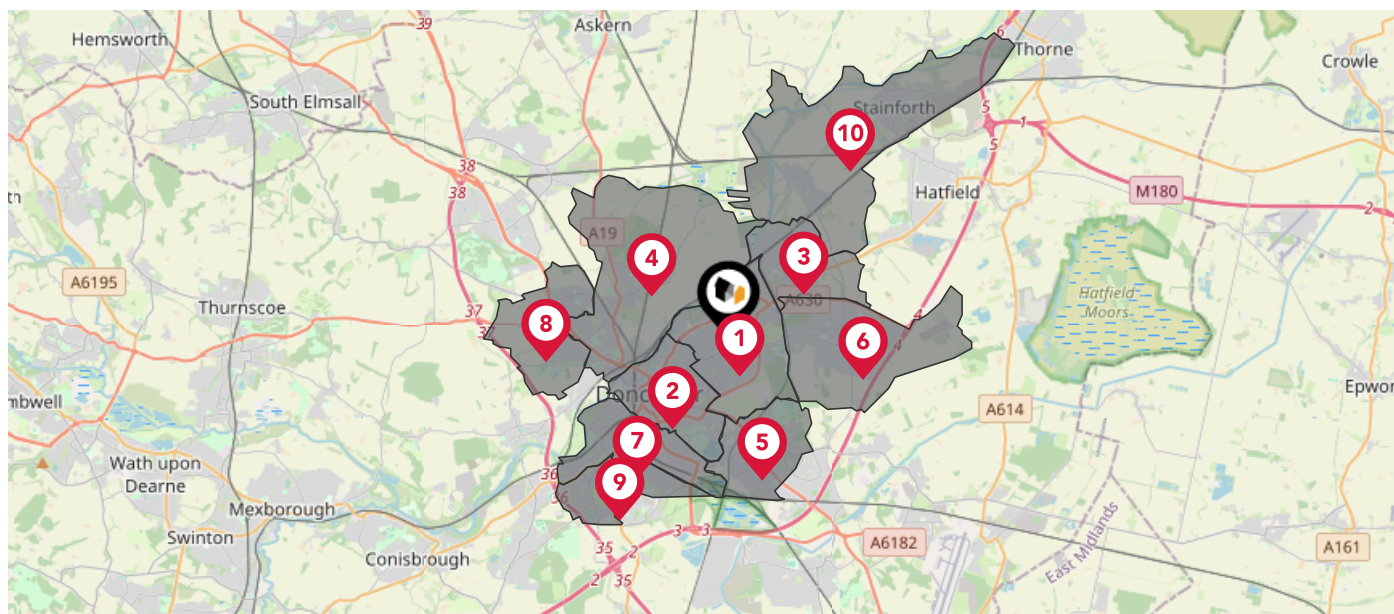 39
Askern
Hemsworth
6
Thorne
Crowle
South Elmsall
Stainforth
5
1
10
5
38
38
th
Hatfield
M180
2
A19
4
3
A6195
A630
Hatfield
Moors
Thurnscoe
37
8
4
1
6
4
mbwell
2
Epwor
A614
7
5
36
Wath upon
Dearne
9
36
Mexborough
Swinton
3
3
A6182
A161
35
2
Conisbrough
2
35
East Midlands